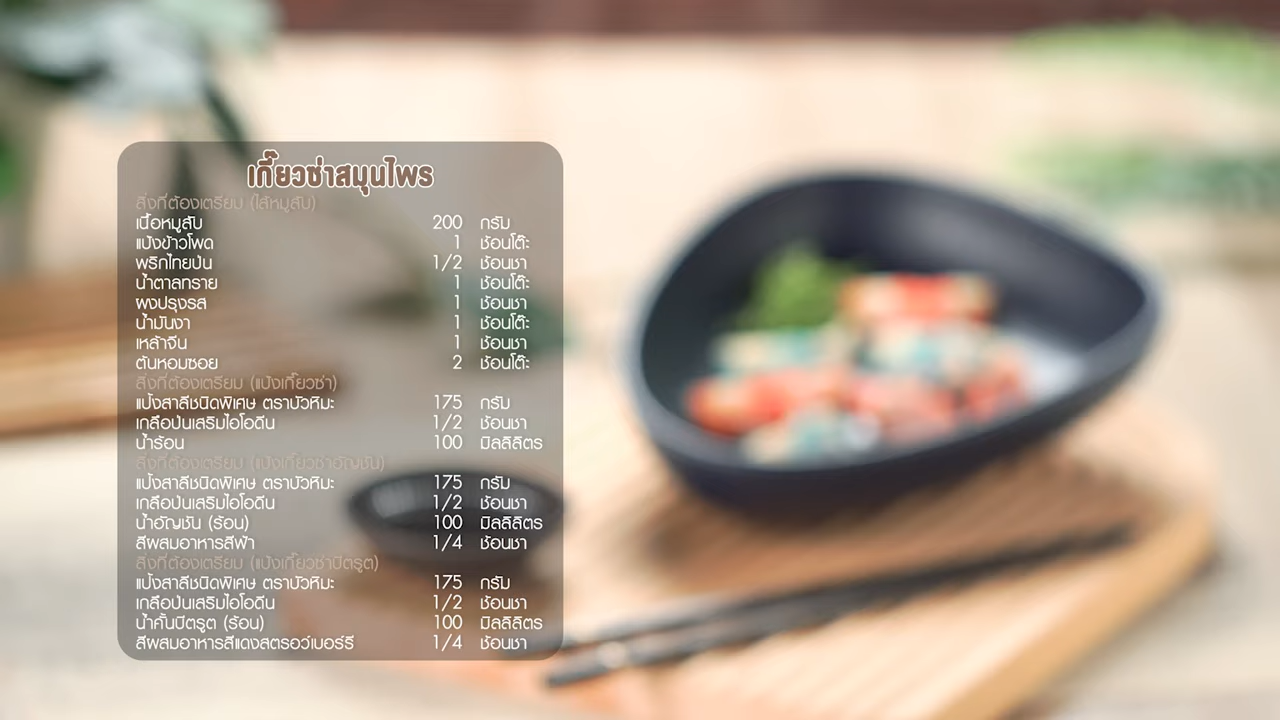 เกี๊ยวซ่าสมุนไพร
สิ่งที่ต้องเตรียม (ไส้หมูสับ)
เนื้อหมูสับ 200 กรัม
แป้งข้าวโพด 1 ช้อนโต๊ะ
พริกไทยป่น 1/2 ช้อนชา
น้ำตาลทราย 1 ช้อนโต๊ะ
ผงปรุงรส 1 ช้อนชา
น้ำมันงา 1 ช้อนโต๊ะ
เหล้าจีน 1 ช้อนชา
ต้นหอมซอย 2 ช้อนโต๊ะ
สิ่งที่ต้องเตรียม (แป้งเกี๊ยวซ่า)
แป้งสาลีชนิดพิเศษ ตราบัวหิมะ 175 กรัม
เกลือป่นเสริมไอโอดีน 1/2 ช้อนชา
น้ำร้อน 100 มิลลิลิตร
สิ่งที่ต้องเตรียม (แป้งเกี๊ยวซ่าอัญชัน)
แป้งสาลีชนิดพิเศษ ตราบัวหิมะ 175 กรัม
เกลือป่นเสริมไอโอดีน 1/2 ช้อนชา
น้ำอัญชัน (ร้อน) 100 มิลลิลิตร
สีผสมอาหารสีฟ้า 1/4 ช้อนชา
สิ่งที่ต้องเตรียม (แป้งเกี๊ยวซ่าบีตรูต)
แป้งสาลีชนิดพิเศษ ตราบัวหิมะ 175 กรัม
เกลือป่นเสริมไอโอดีน 1/2 ช้อนชา
น้ำคั้นบีตรูต (ร้อน) 100 มิลลิลิตร
สีผสมอาหารสีแดงสตรอว์เบอร์รี 1/4 ช้อนชา